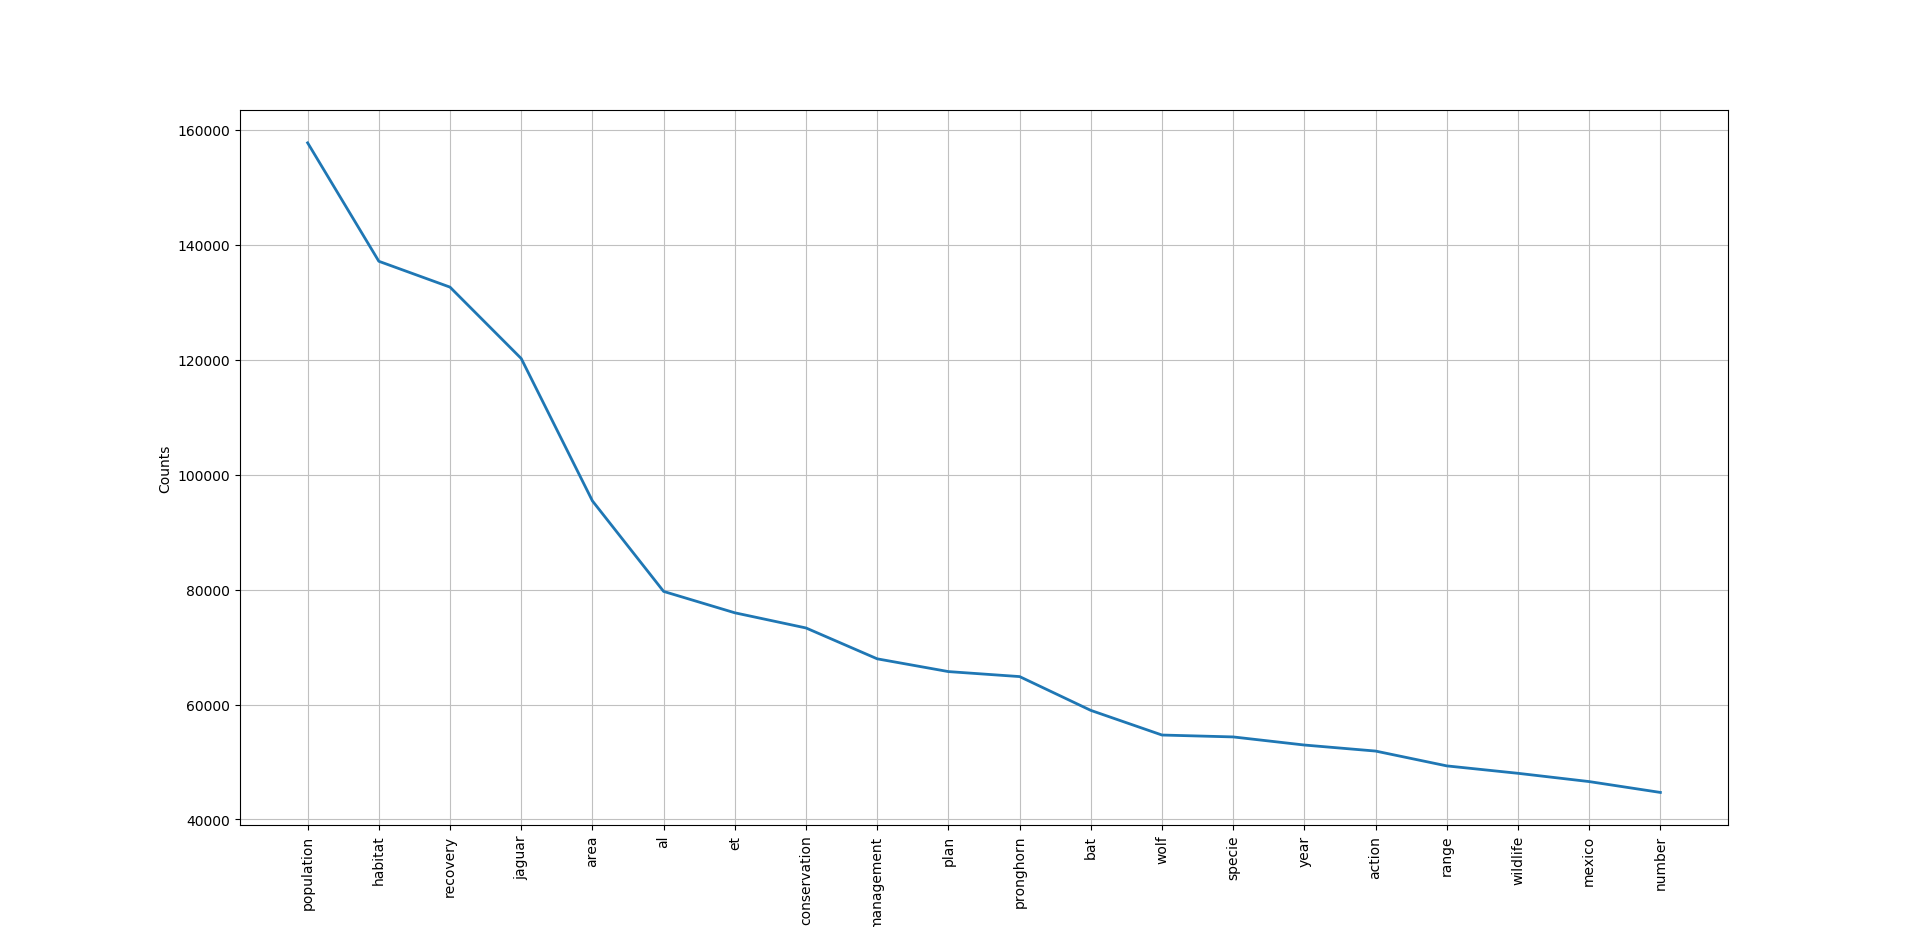 160000
140000
120000
100000
80000
60000
40000
Counts
population
habitat
recovery
jaguar
area
al
et
conservation
management
plan
pronghorn
bat
wolf
specie
year
action
range
wildlife
mexico
number